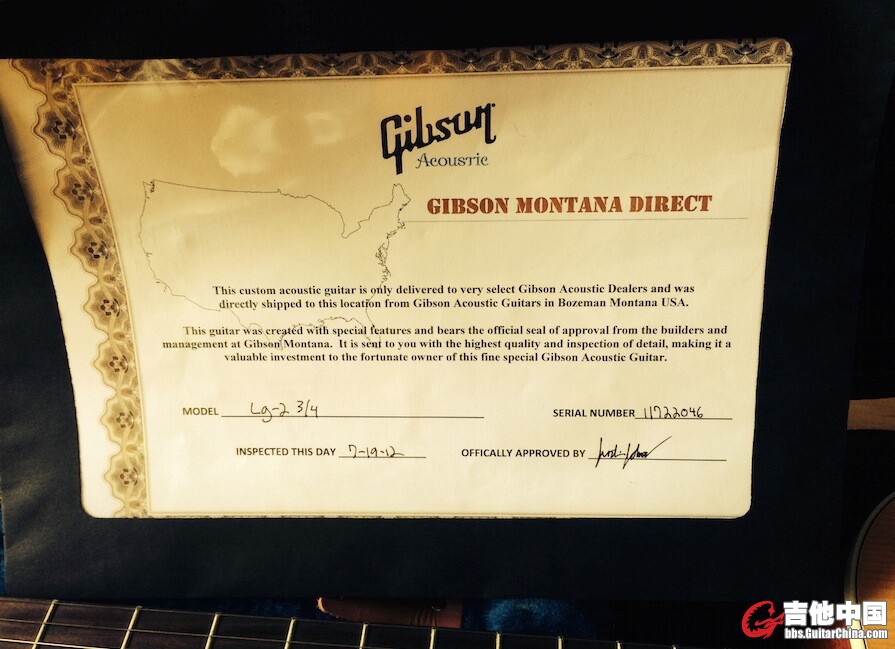 Gibson
Acoustic
GIBSON MONTANA DIRECT
This custom acoustic guitar is only delivered to very select Gibson Acoustic Dealers and was
directly shipped to this location from Gibson Acoustic Guitars in Bozeman Montana USA.
This guitar was created with special features and bears the official seal of approval from the builders and
management at Gibson Montana. It is sent to you with the highest quality and inspection of detail, making it a
valuable investment to the fortunate owner of this fine special Gibson Acoustic Guitar.
MODEL Lg-2 3/4 SERIAL NUMBER 11722046
INSPECTED THIS DAY 7-19-12 OFFICALLY APPROVED BY
吉他中国
bbs.GuitarChina.com